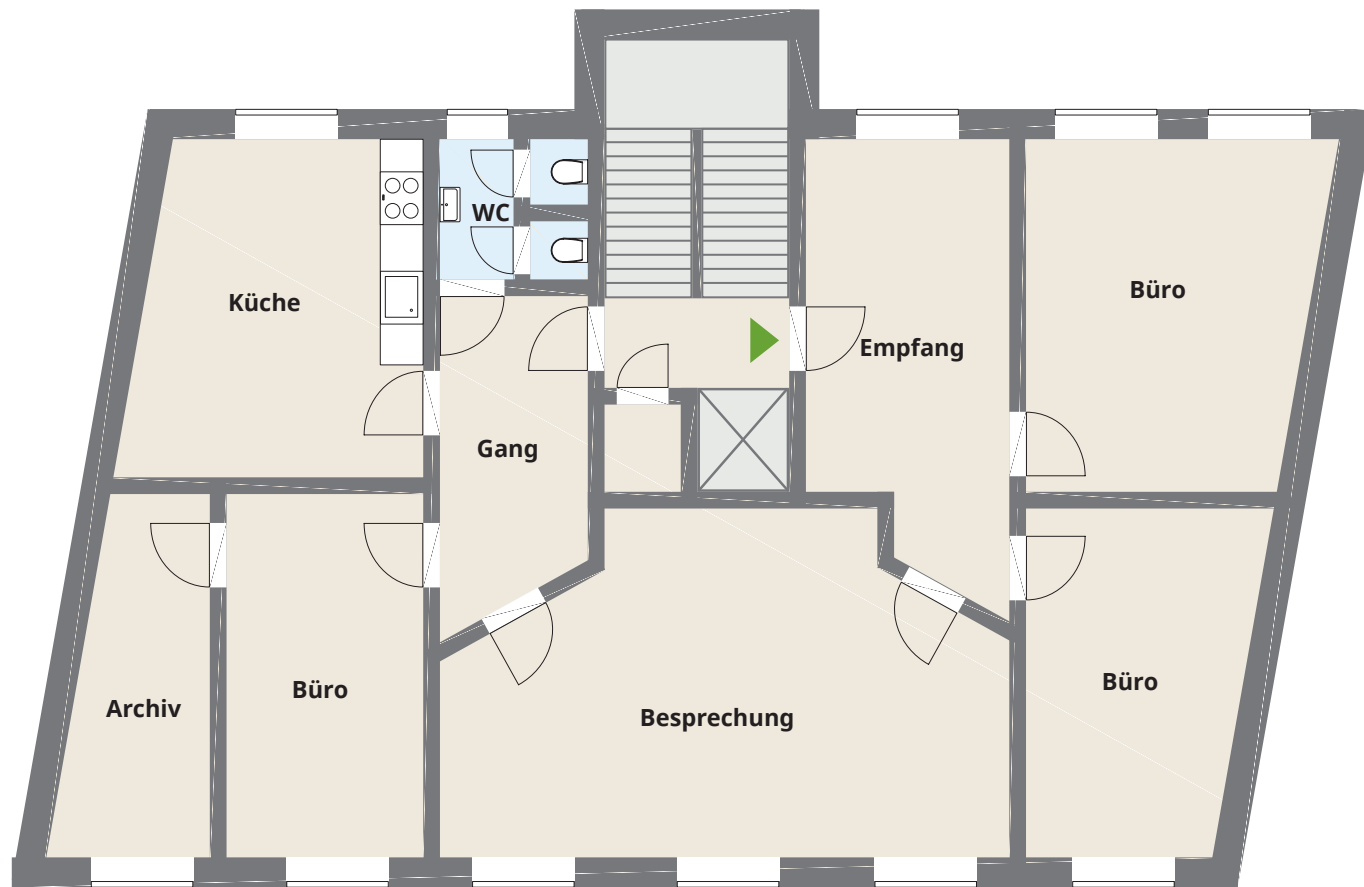 WC
Büro
Küche
Empfang
Gang
Büro
Büro
Archiv
Besprechung